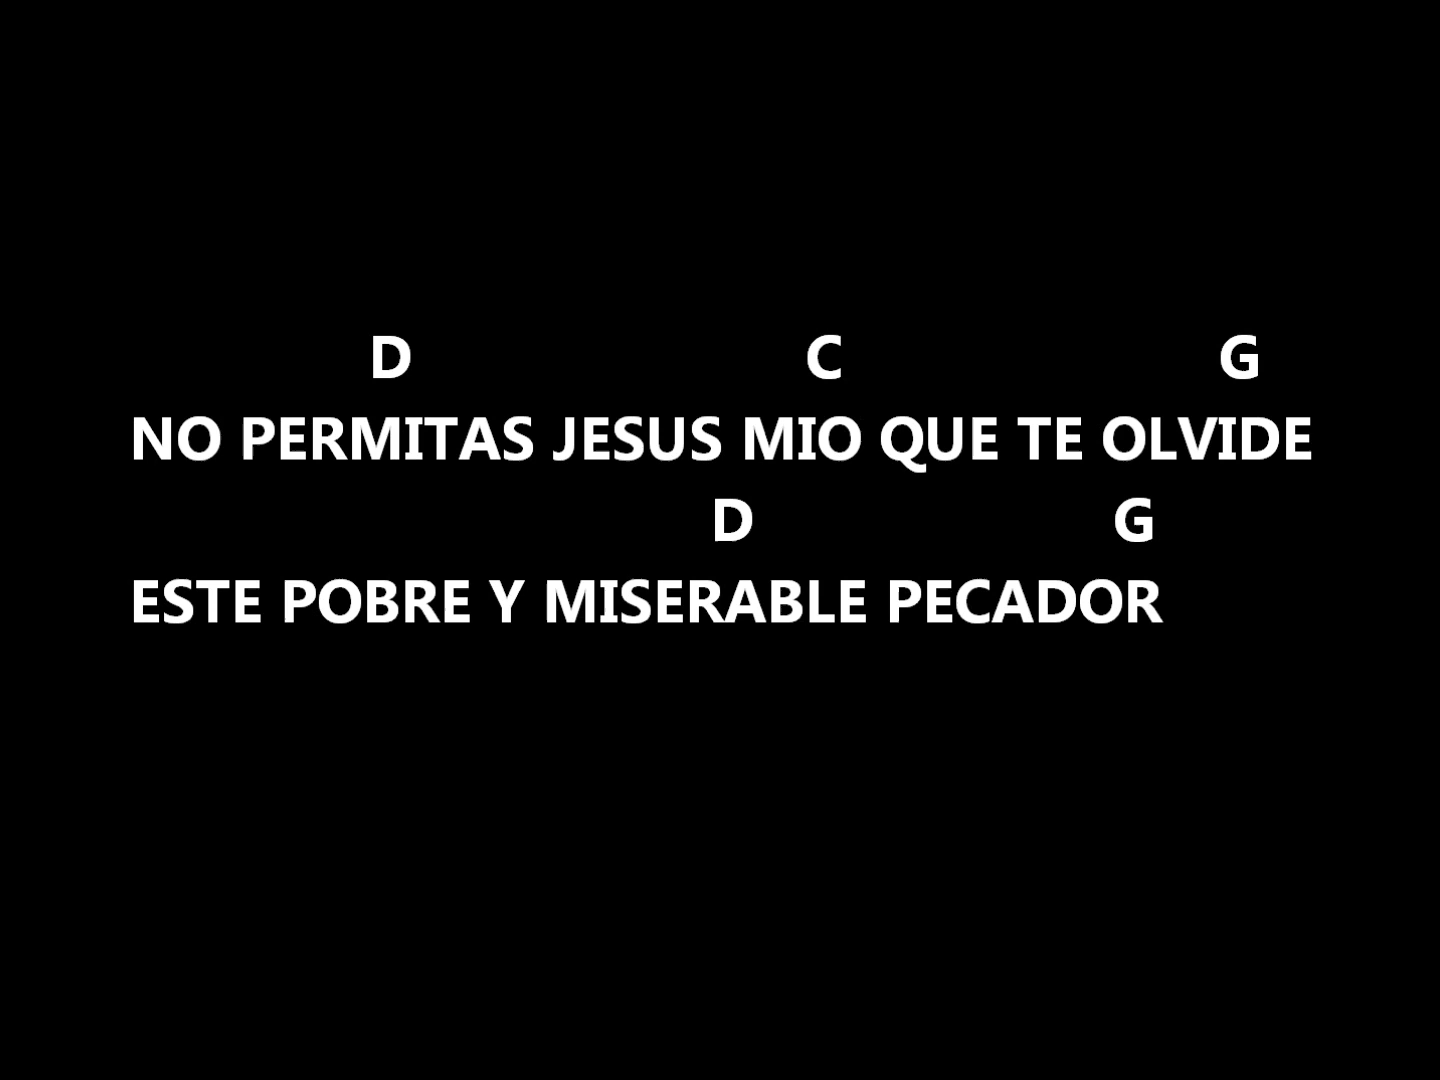 D C G
NO PERMITAS JESUS MIO QUE TE OLVIDE
D G
ESTE POBRE Y MISERABLE PECADOR